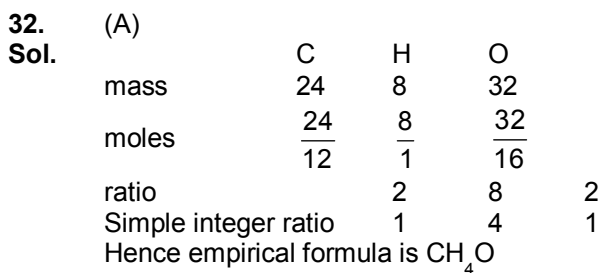 32. (A)
Sol. C H O
mass 24 8 32
moles 24/12 8/1 32/16
ratio 2 8 2
Simple integer ratio 1 4 1
Hence empirical formula is CH₄O